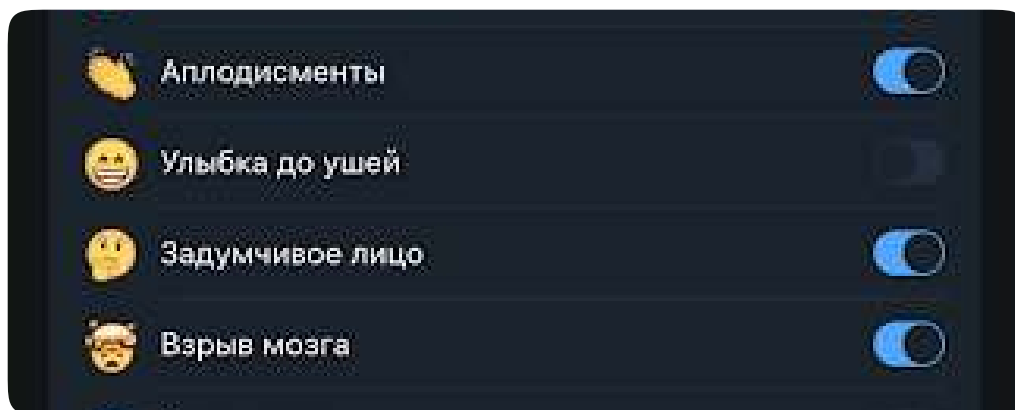 Аплодисменты
Улыбка до ушей
Задумчивое лицо
Взрыв мозга